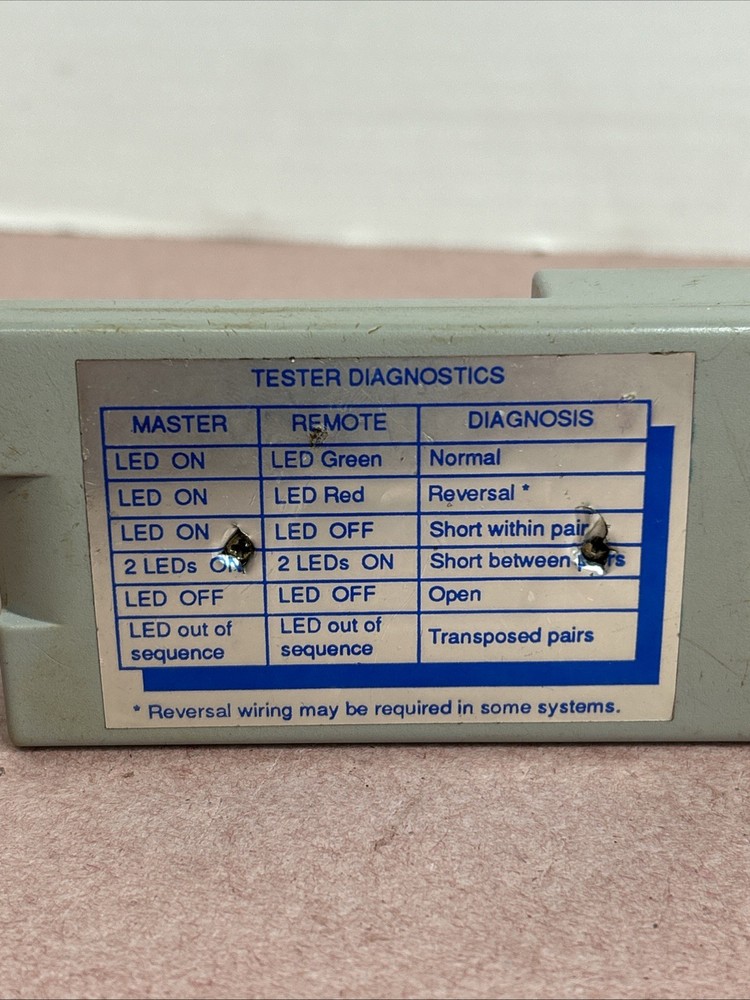 TESTER DIAGNOSTICS
MASTER REMOTE DIAGNOSIS
LED ON LED Green Normal
LED ON LED Red Reversal *
LED ON LED OFF Short within pair
2 LEDs ON 2 LEDs ON Short between pairs
LED OFF LED OFF Open
LED out of sequence LED out of sequence Transposed pairs
* Reversal wiring may be required in some systems.